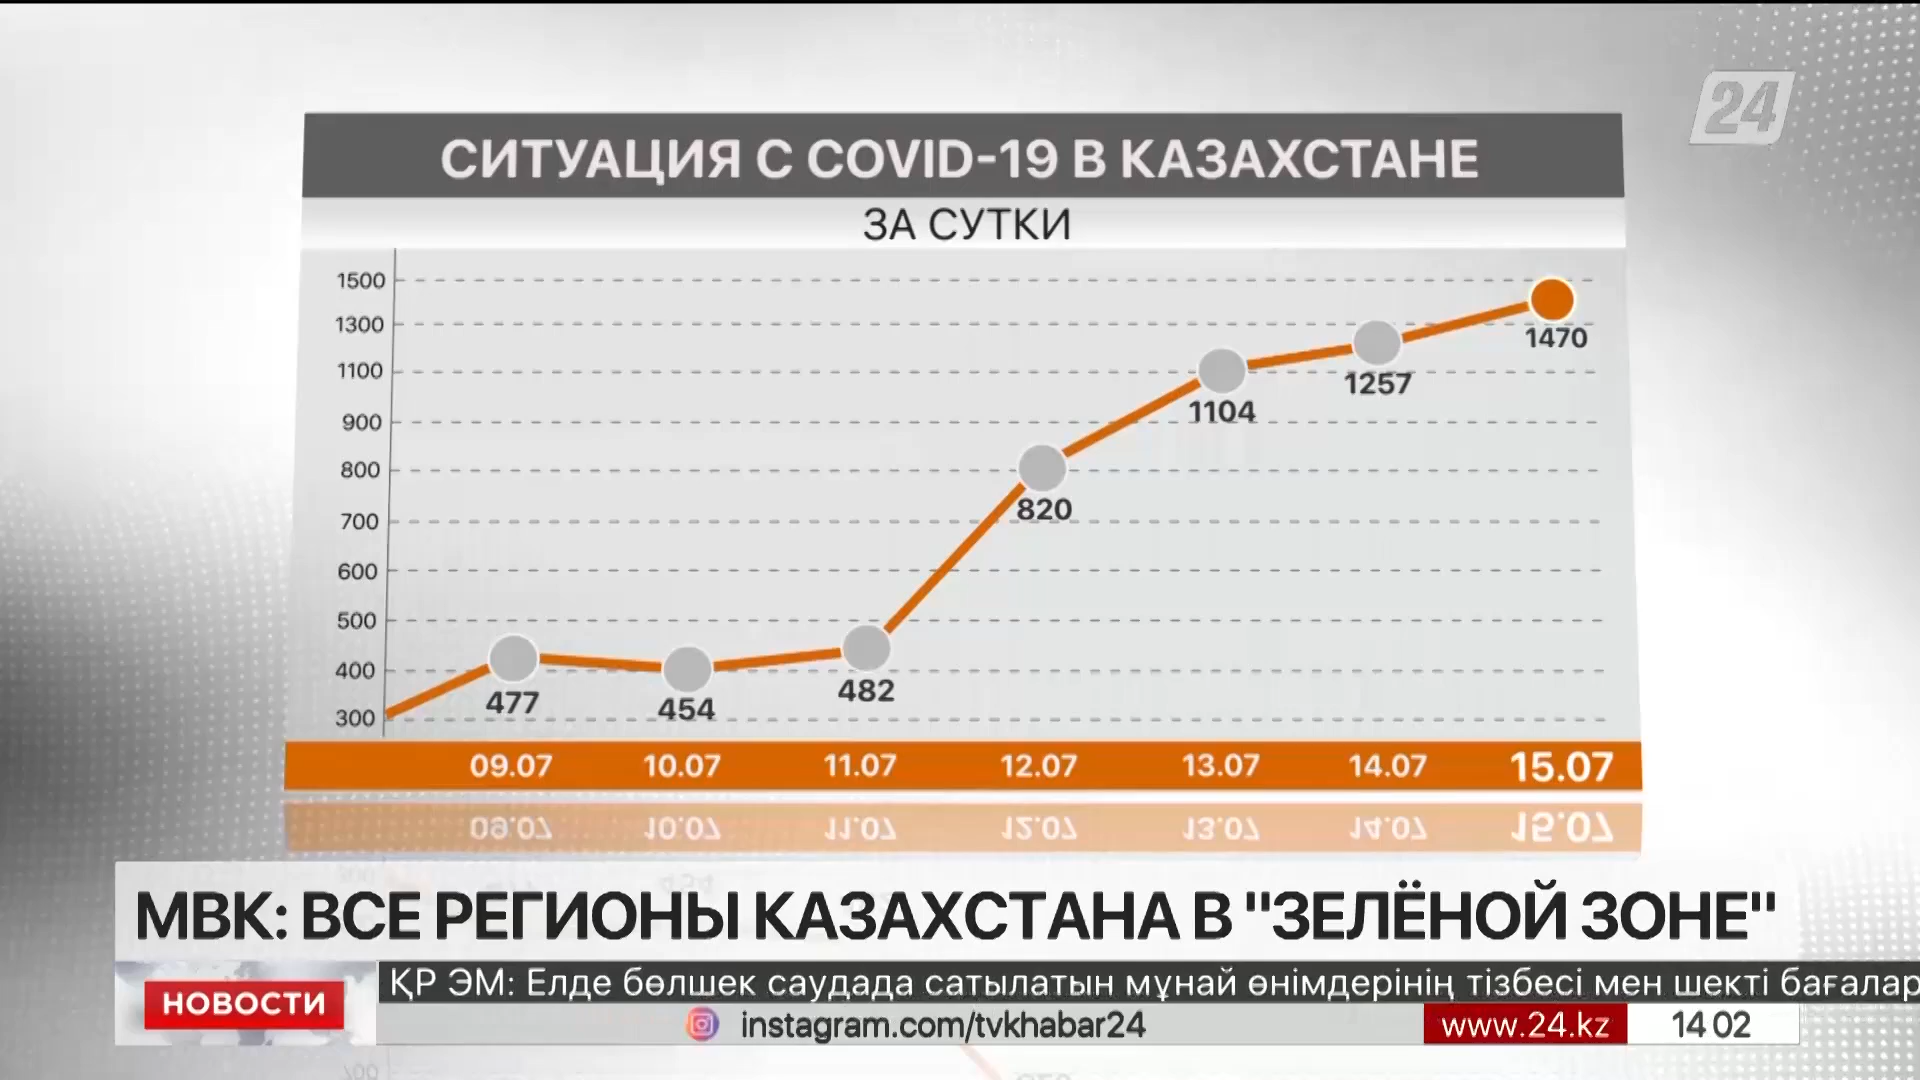 24
СИТУАЦИЯ С COVID-19 В КАЗАХСТАНЕ
ЗА СУТКИ
1500
1300
1100
900
800
700
600
500
400
300
477
454
482
820
1104
1257
1470
09.07 10.07 11.07 12.07 13.07 14.07 15.07
МВК: ВСЕ РЕГИОНЫ КАЗАХСТАНА В "ЗЕЛЁНОЙ ЗОНЕ"
НОВОСТИ
ҚР ЭМ: Елде бөлшек саудада сатылатын мұнай өнімдерінің тізбесі мен шекті бағалар
instagram.com/tvkhabar24
www.24.kz
14 02